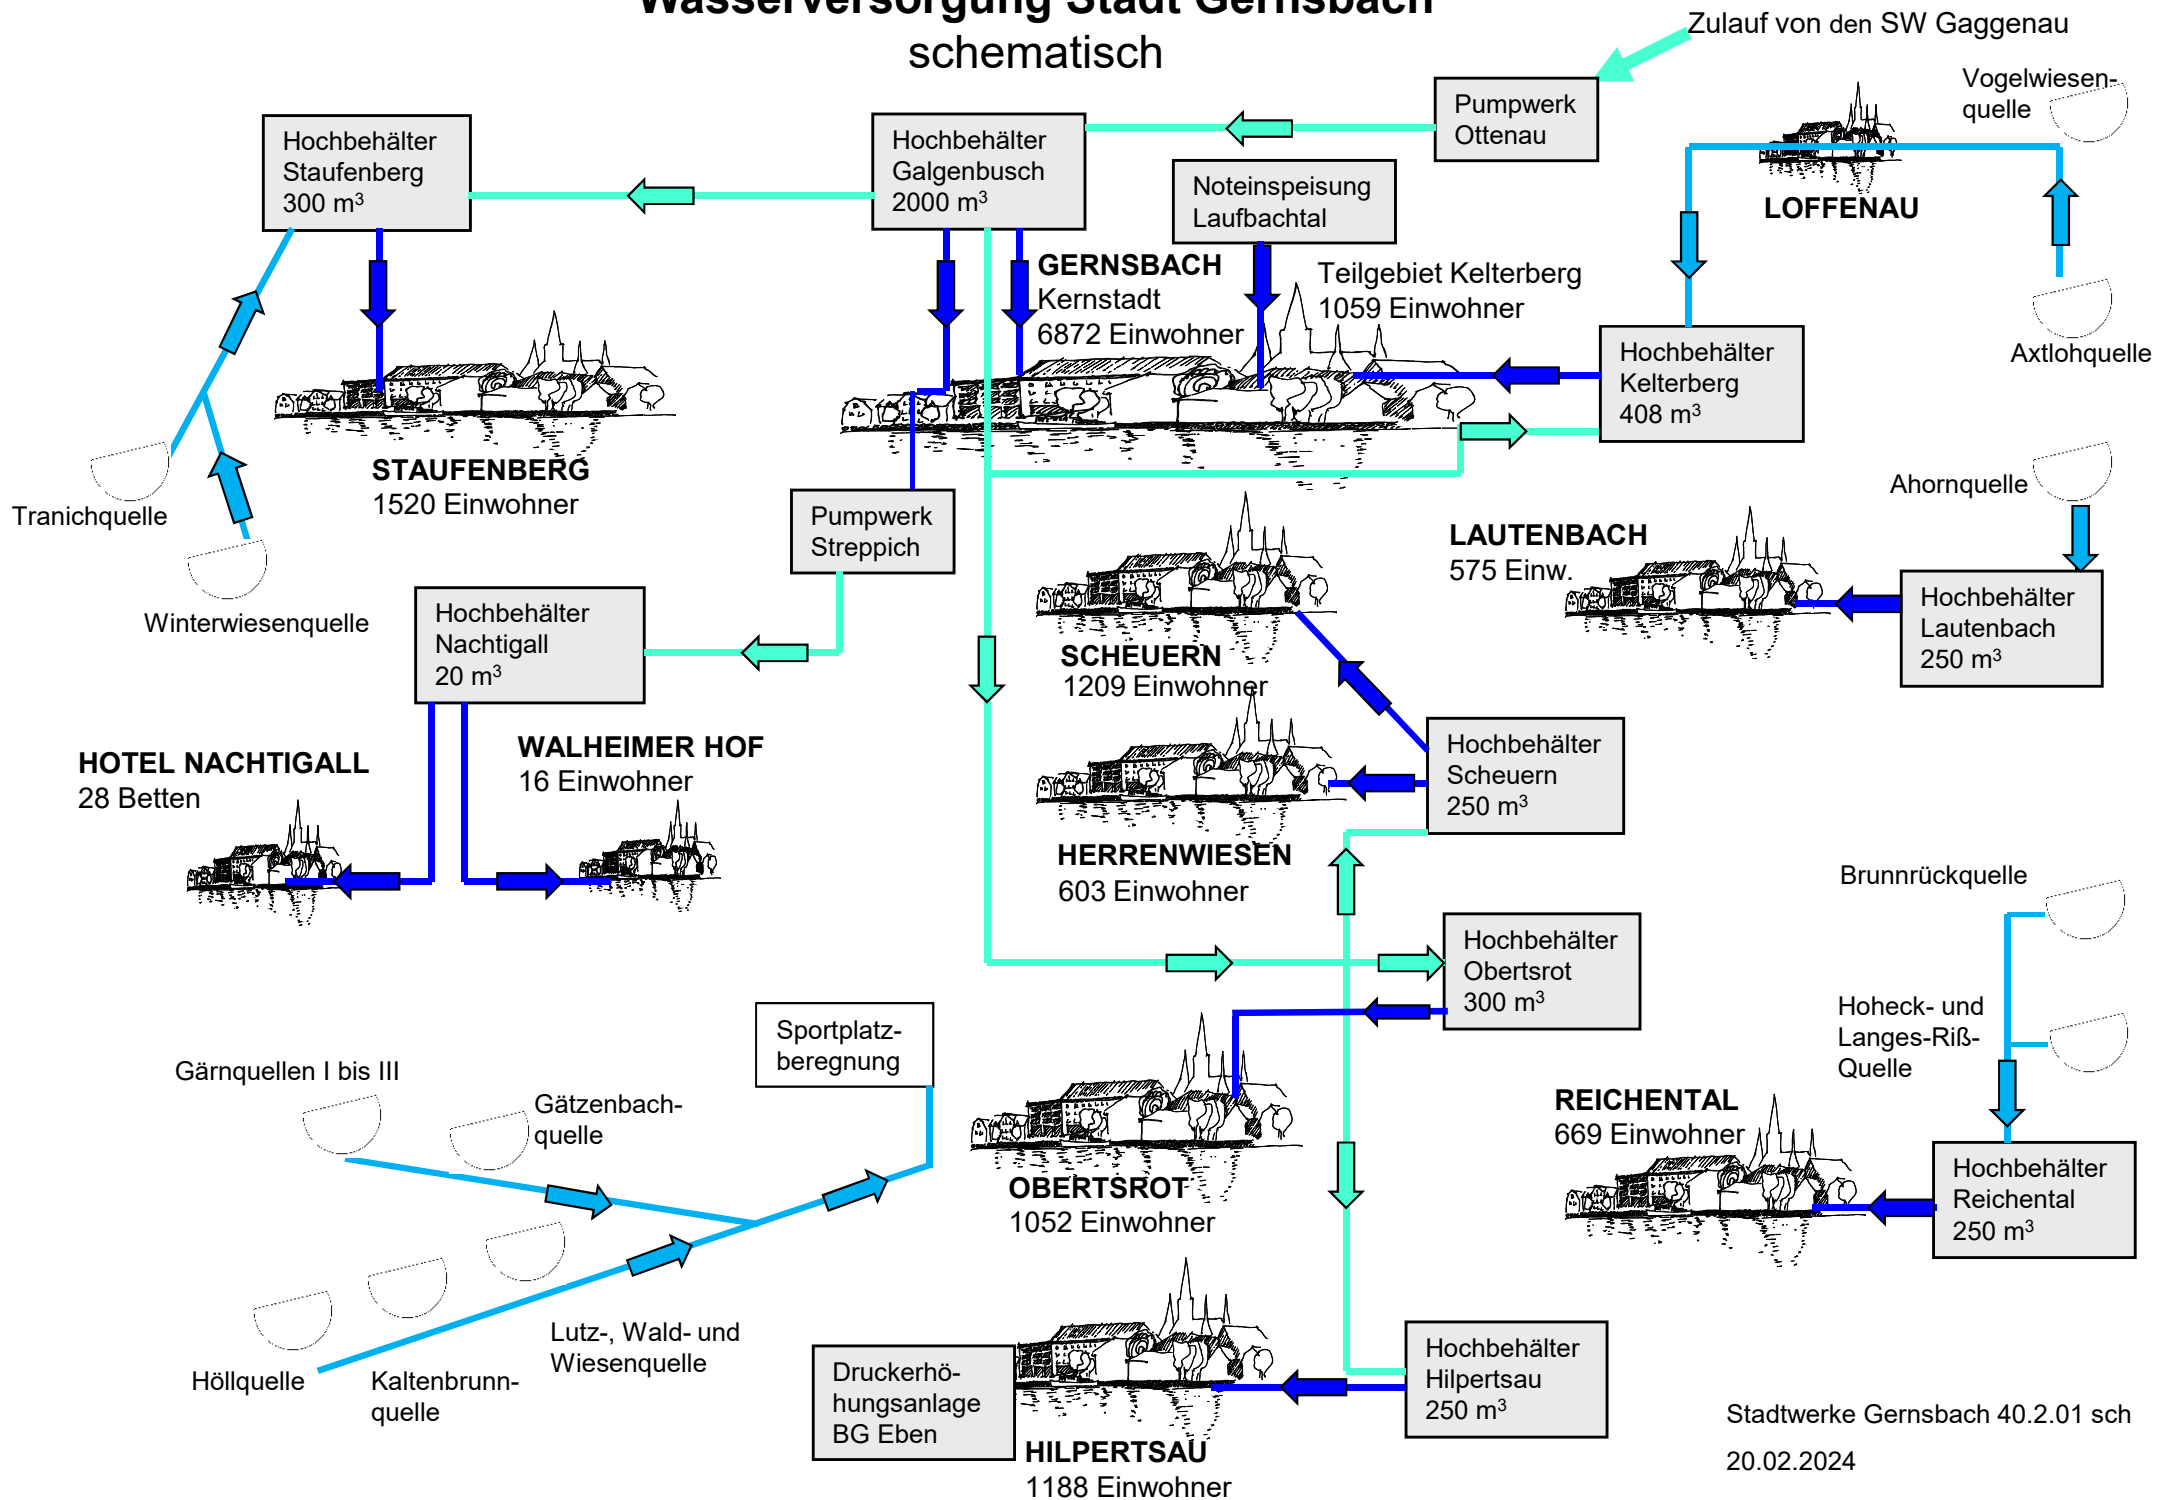 Wasserversorgung Stadt Gernsbach
schematisch
Zulauf von den SW Gaggenau
Vogelwiesen-
quelle
Pumpwerk
Ottenau
Hochbehälter
Staufenberg
300 m³
Hochbehälter
Galgenbusch
2000 m³
Noteinspeisung
Laufbachtal
LOFFENAU
GERNSBACH
Kernstadt
6872 Einwohner
Teilgebiet Kelterberg
1059 Einwohner
Axtlohquelle
Hochbehälter
Kelterberg
408 m³
STAUFENBERG
1520 Einwohner
Tranichquelle
Winterwiesenquelle
Pumpwerk
Streppich
Ahornquelle
LAUTENBACH
575 Einw.
Hochbehälter
Lautenbach
250 m³
Hochbehälter
Nachtigall
20 m³
SCHEUERN
1209 Einwohner
HOTEL NACHTIGALL
28 Betten
WALHEIMER HOF
16 Einwohner
Hochbehälter
Scheuern
250 m³
HERRENWIESEN
603 Einwohner
Brunnrückquelle
Hochbehälter
Obertsrot
300 m³
Hoheck- und
Langes-Riß-
Quelle
Sportplatz-
beregnung
Gärnquellen I bis III
Gätzenbach-
quelle
REICHENTAL
669 Einwohner
Hochbehälter
Reichental
250 m³
OBERTSROT
1052 Einwohner
Lutz-, Wald- und
Wiesenquelle
Höllquelle
Kaltenbrunn-
quelle
Druckerhö-
hungsanlage
BG Eben
Hochbehälter
Hilpertsau
250 m³
HILPERTSAU
1188 Einwohner
Stadtwerke Gernsbach 40.2.01 sch
20.02.2024